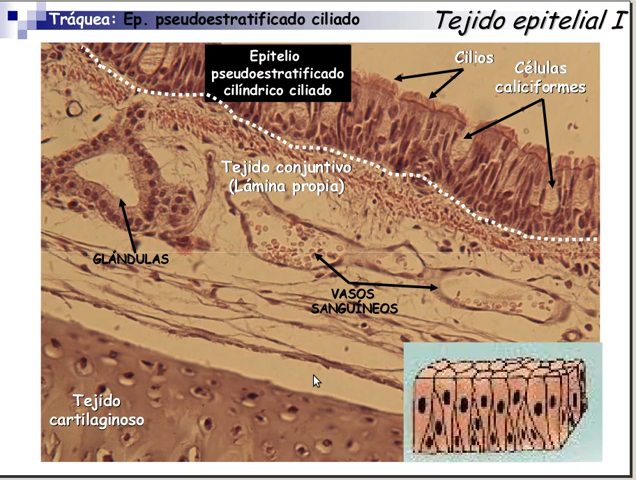 Tráquea: Ep. pseudoestratificado ciliado
Tejido epitelial I
Epitelio
pseudoestratificado
cilíndrico ciliado
Cilios
Células
caliciformes
Tejido conjuntivo
(Lámina propia)
GLÁNDULAS
VASOS
SANGUÍNEOS
Tejido
cartilaginoso